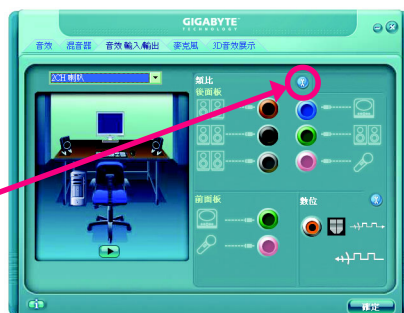 GIGABYTE
TECHNOLOGY
音效 混音器 音效 輸入/輸出 麥克風 3D音效展示
2CH 喇叭
類比
後面板
前面板
數位
確定